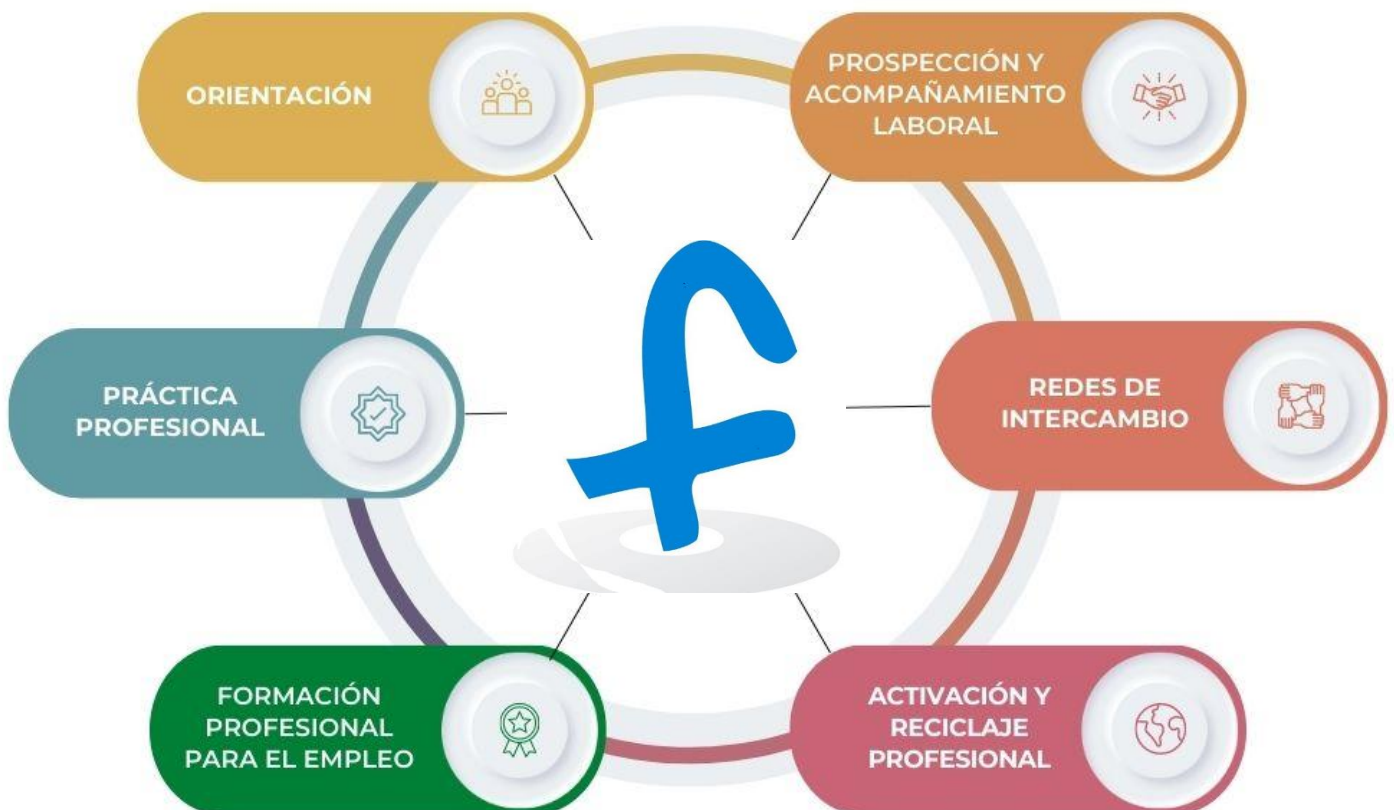 ORIENTACIÓN
PROSPECCIÓN Y
ACOMPAÑAMIENTO
LABORAL
PRÁCTICA
PROFESIONAL
REDES DE
INTERCAMBIO
FORMACIÓN
PROFESIONAL
PARA EL EMPLEO
ACTIVACIÓN Y
RECICLAJE
PROFESIONAL
f